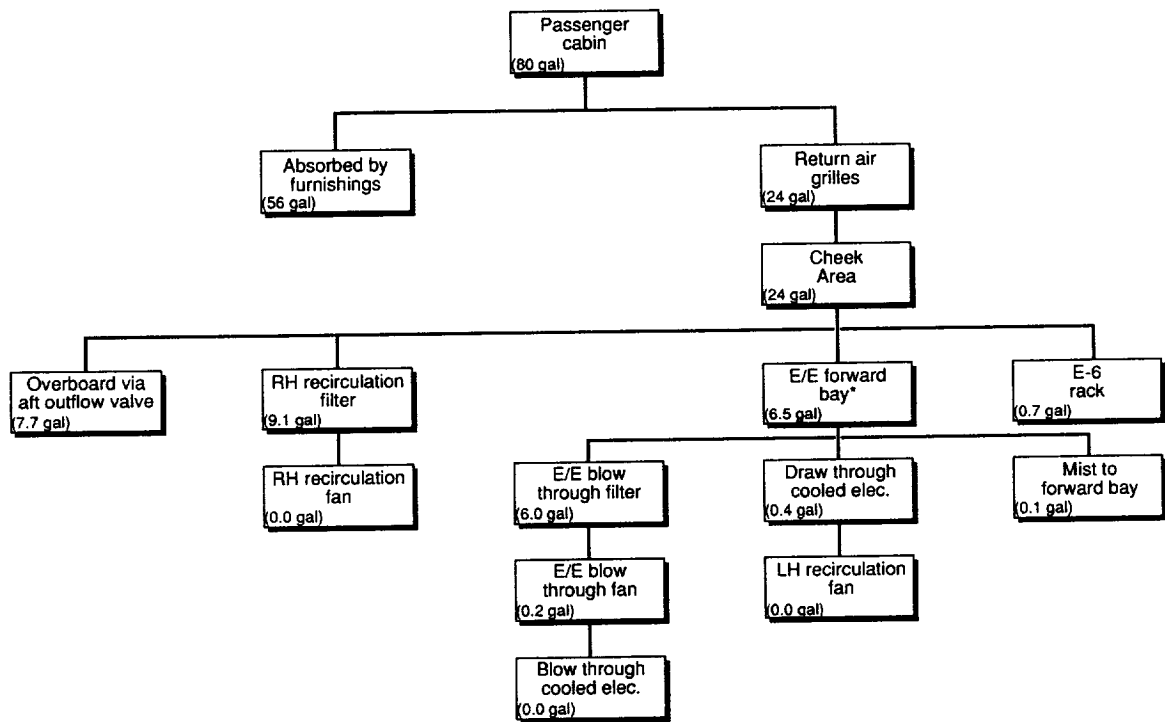 Passenger
cabin
(80 gal)
Absorbed by
furnishings
(56 gal)
Return air
grilles
(24 gal)
Cheek
Area
(24 gal)
Overboard via
aft outflow valve
(7.7 gal)
RH recirculation
filter
(9.1 gal)
E/E forward
bay*
(6.5 gal)
E-6
rack
(0.7 gal)
RH recirculation
fan
(0.0 gal)
E/E blow
through filter
(6.0 gal)
Draw through
cooled elec.
(0.4 gal)
Mist to
forward bay
(0.1 gal)
E/E blow
through fan
(0.2 gal)
LH recirculation
fan
(0.0 gal)
Blow through
cooled elec.
(0.0 gal)